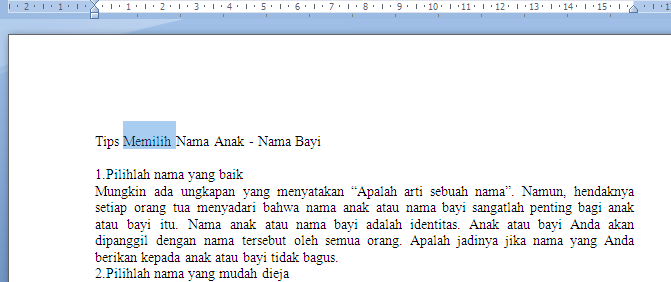 2 1 1 2 3 4 5 6 7 8 9 10 11 12 13 14 15
Tips Memilih Nama Anak - Nama Bayi
1.Pilihlah nama yang baik
Mungkin ada ungkapan yang menyatakan “Apalah arti sebuah nama”. Namun, hendaknya
setiap orang tua menyadari bahwa nama anak atau nama bayi sangatlah penting bagi anak
atau bayi itu. Nama anak atau nama bayi adalah identitas. Anak atau bayi Anda akan
dipanggil dengan nama tersebut oleh semua orang. Apalah jadinya jika nama yang Anda
berikan kepada anak atau bayi tidak bagus.
2.Pilihlah nama yang mudah dieja